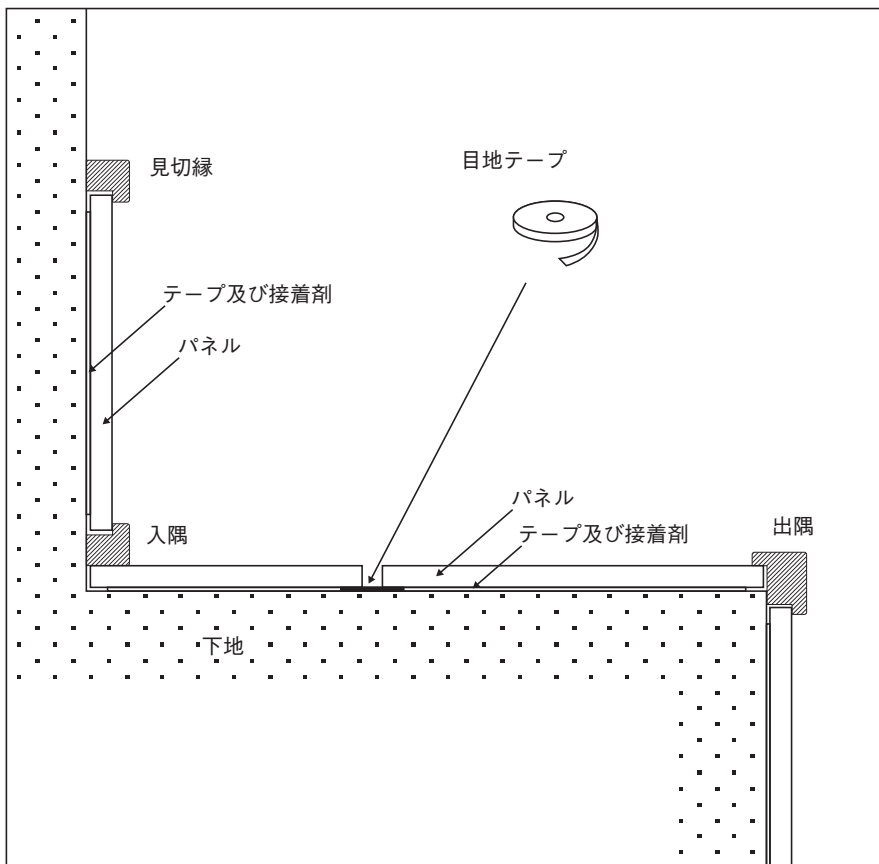 見切縁
目地テープ
テープ及び接着剤
パネル
パネル
入隅
テープ及び接着剤
出隅
下地